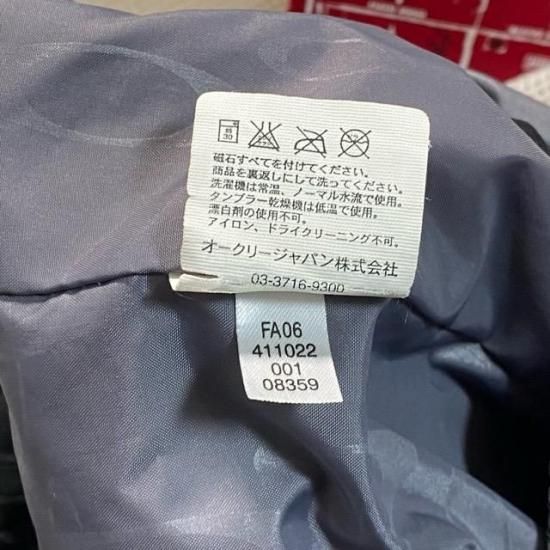 弱
30
磁石すべてを付けてください。
商品を裏返しにして洗ってください。
洗濯機は常温、ノーマル水流で使用。
タンブラー乾燥機は低温で使用。
漂白剤の使用不可。
アイロン、ドライクリーニング不可。
オークリージャパン株式会社
03-3716-9300
FA06
411022
001
08359